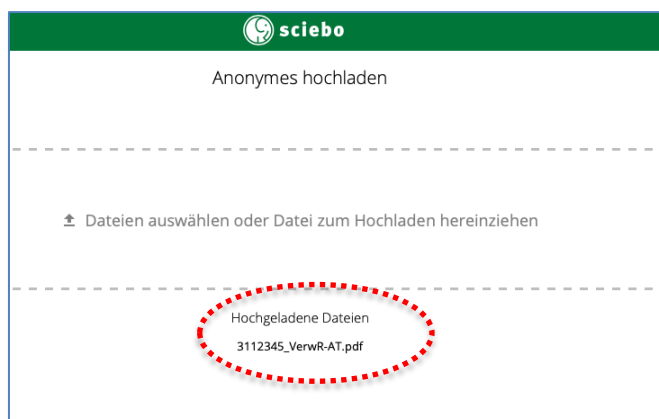 sciebo
Anonymes hochladen
Dateien auswählen oder Datei zum Hochladen hereinziehen
Hochgeladene Dateien
3112345_VerwR-AT.pdf